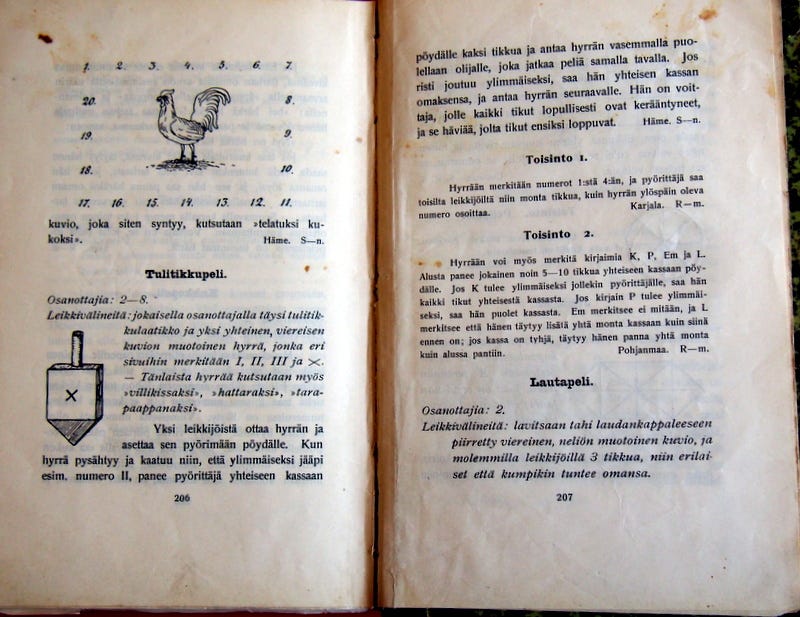 1. 2. 3. 4. 5. 6. 7.
20. 8.
19. 9.
18. 10.
17. 16. 15. 14. 13. 12. 11.
kuvio, joka siten syntyy, kutsutaan »telatuksi ku-
koksi». Häme. S—n.
Tulitikkupeli.
Osanottajia: 2—8.
Leikkivälineitä: jokaisella osanottajalla täysi tulitik-
kulaatikko ja yksi yhteinen, viereisen
kuvion muotoinen hyrrä, jonka eri
sivuihin merkitään I, II, III ja ×.
— Tänlaista hyrrää kutsutaan myös
»villikissaksi», »hattaraksi», »tara-
paappanaksi».
×
Yksi leikkijöistä ottaa hyrrän ja
asettaa sen pyörimään pöydälle. Kun
hyrrä pysähtyy ja kaatuu niin, että ylimmäiseksi jääpi
esim. numero II, panee pyörittäjä yhteiseen kassaan
206
pöydälle kaksi tikkua ja antaa hyrrän vasemmalla puo-
lellaan olijalle, joka jatkaa peliä samalla tavalla. Jos
risti joutuu ylimmäiseksi, saa hän yhteisen kassan
omaksensa, ja antaa hyrrän seuraavalle. Hän on voit-
taja, jolle kaikki tikut lopullisesti ovat kerääntyneet,
ja se häviää, jolta tikut ensiksi loppuvat. Häme. S—n.
Toisinto 1.
Hyrrään merkitään numerot 1:stä 4:än, ja pyörittäjä saa
toisilta leikkijöiltä niin monta tikkua, kuin hyrrän ylöspäin oleva
numero osoittaa. Karjala. R—m.
Toisinto 2.
Hyrrään voi myös merkitä kirjaimia K, P, Em ja L.
Alusta panee jokainen noin 5—10 tikkua yhteiseen kassaan pöy-
dälle. Jos K tulee ylimmäiseksi jollekin pyörittäjälle, saa hän
kaikki tikut yhteisestä kassasta. Jos kirjain P tulee ylimmäi-
seksi, saa hän puolet kassasta. Em merkitsee ei mitään, ja L
merkitsee että hänen täytyy lisätä yhtä monta kassaan kuin siinä
ennen on; jos kassa on tyhjä, täytyy hänen panna yhtä monta
kuin alussa pantiin. Pohjanmaa. R—m.
Lautapeli.
Osanottajia: 2.
Leikkivälineitä: lavitsaan tahi laudankappaleeseen
piirretty viereinen, neliön muotoinen kuvio, ja
molemmilla leikkijöillä 3 tikkua, niin erilai-
set että kumpikin tuntee omansa.
207